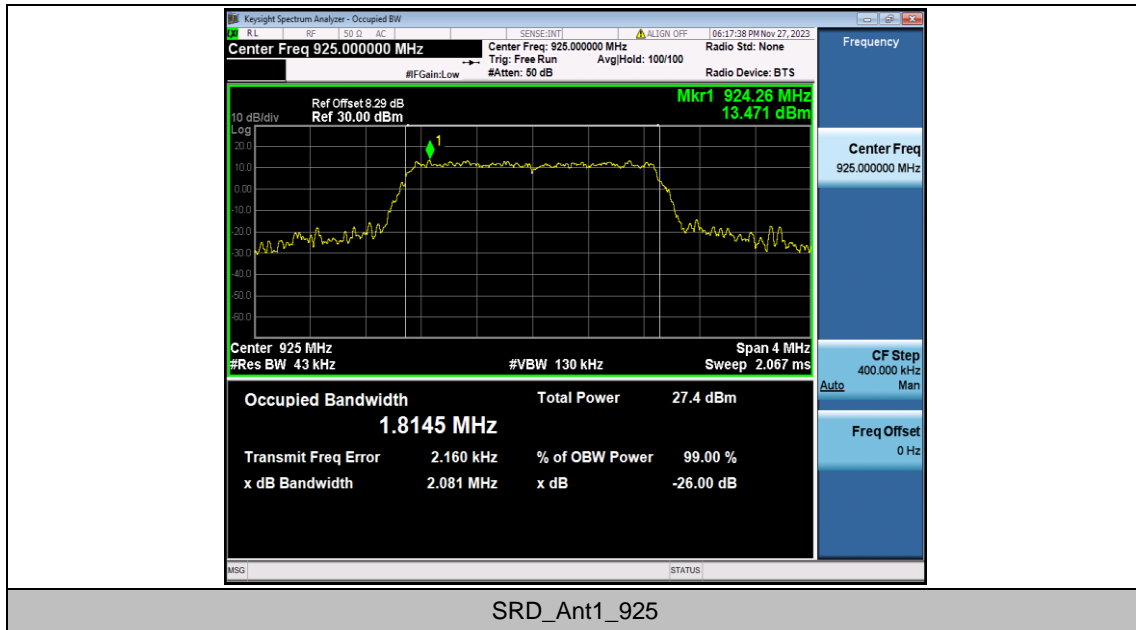 Keysight Spectrum Analyzer - Occupied BW
RL RF 50 Ω AC SENSE:INT ALIGN OFF 06:17:38 PM Nov 27, 2023
Center Freq 925.000000 MHz Center Freq: 925.000000 MHz Radio Std: None Frequency
Trig: Free Run Avg|Hold: 100/100
#IFGain:Low #Atten: 50 dB Radio Device: BTS
Mkr1 924.26 MHz
Ref Offset 8.29 dB
10 dB/div Ref 30.00 dBm 13.471 dBm
Log
20.0
10.0
0.00
-10.0
-20.0
-30.0
-40.0
-50.0
-60.0
1
Center Freq
925.000000 MHz
Center 925 MHz Span 4 MHz
#Res BW 43 kHz #VBW 130 kHz Sweep 2.067 ms
CF Step
400.000 kHz
Auto Man
Occupied Bandwidth Total Power 27.4 dBm
1.8145 MHz
Freq Offset
0 Hz
Transmit Freq Error 2.160 kHz % of OBW Power 99.00 %
x dB Bandwidth 2.081 MHz x dB -26.00 dB
MSG STATUS
SRD_Ant1_925